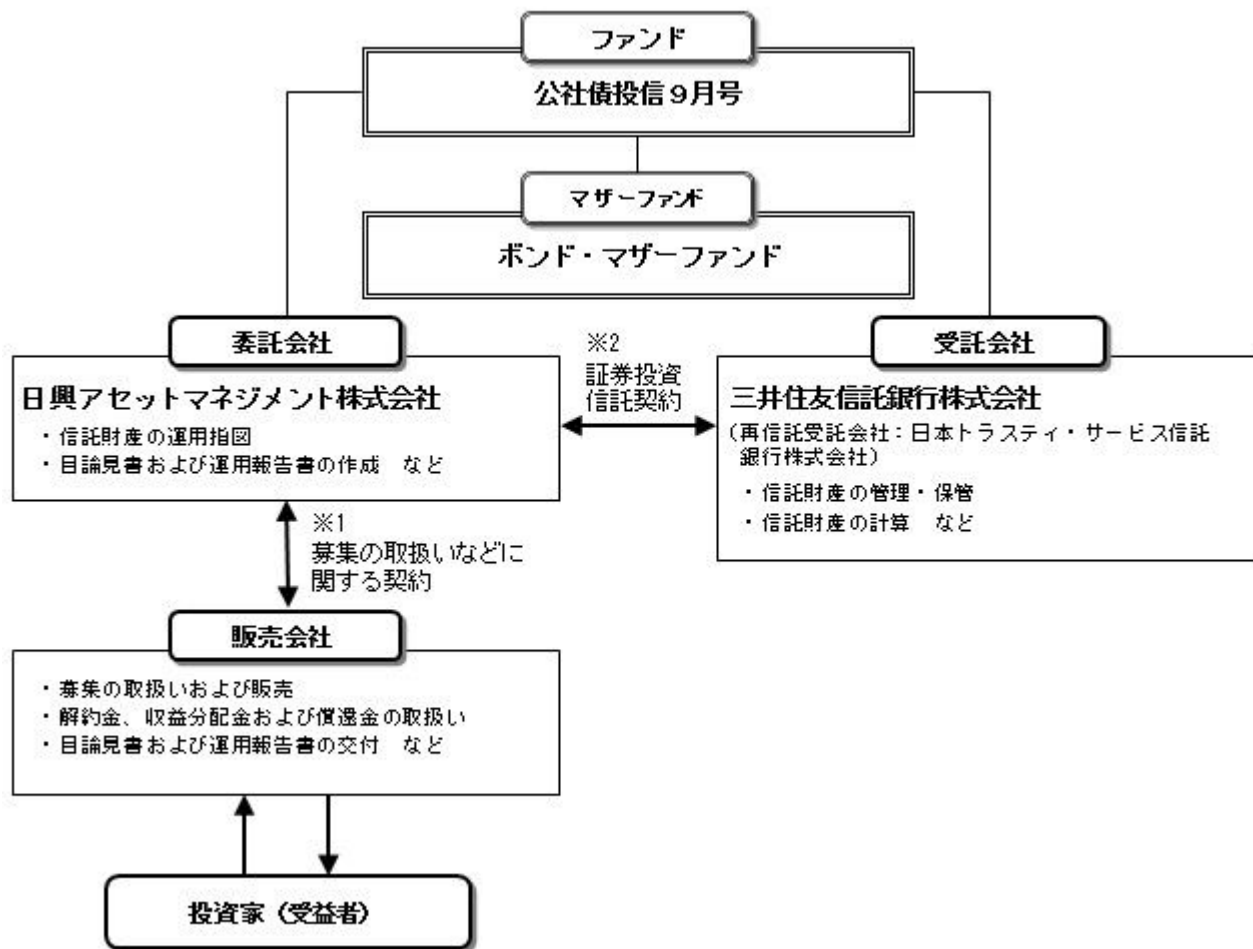 ファンド
公社債投信9月号
マザーファンド
ボンド・マザーファンド
委託会社
日興アセットマネジメント株式会社
・信託財産の運用指図
・目論見書および運用報告書の作成　など
※2
証券投資
信託契約
受託会社
三井住友信託銀行株式会社
(再信託受託会社:日本トラスティ・サービス信託
銀行株式会社)
・信託財産の管理・保管
・信託財産の計算　など
※1
募集の取扱いなどに
関する契約
販売会社
・募集の取扱いおよび販売
・解約金、収益分配金および償還金の取扱い
・目論見書および運用報告書の交付　など
投資家(受益者)